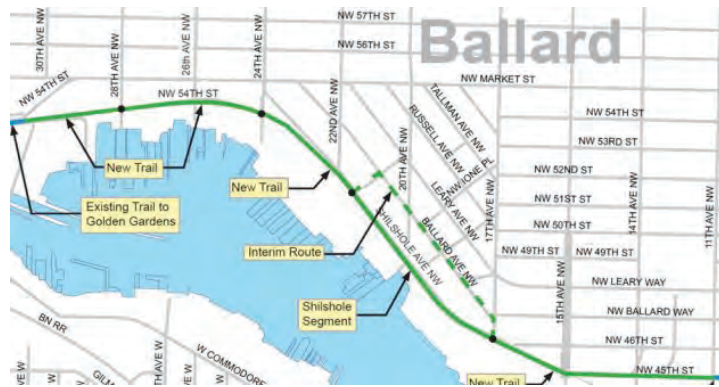 NW 57TH ST
NW 56TH ST
Ballard
30TH AVE NW
28TH AVE NW
26th AVE NW
24TH AVE NW
NW MARKET ST
NW 54TH ST
NW 54TH ST
22ND AVE NW
TALLMAN AVE NW
RUSSELL AVE NW
NW 54TH ST
NW 53RD ST
New Trail
New Trail
20TH AVE NW
LEARY AVE NW
NW IONE PL
NW 52ND ST
NW 51ST ST
NW 50TH ST
Existing Trail to
Golden Gardens
Interim Route
SHILSHOLE AVE NW
BALLARD AVE NW
17TH AVE NW
14TH AVE NW
11TH AVE NW
NW 49TH ST
NW 49TH ST
15TH AVE NW
NW LEARY WAY
Shilshole
Segment
NW BALLARD WAY
BN RR
NW 46TH ST
W COMMODORE
NW 45TH ST
New Trail